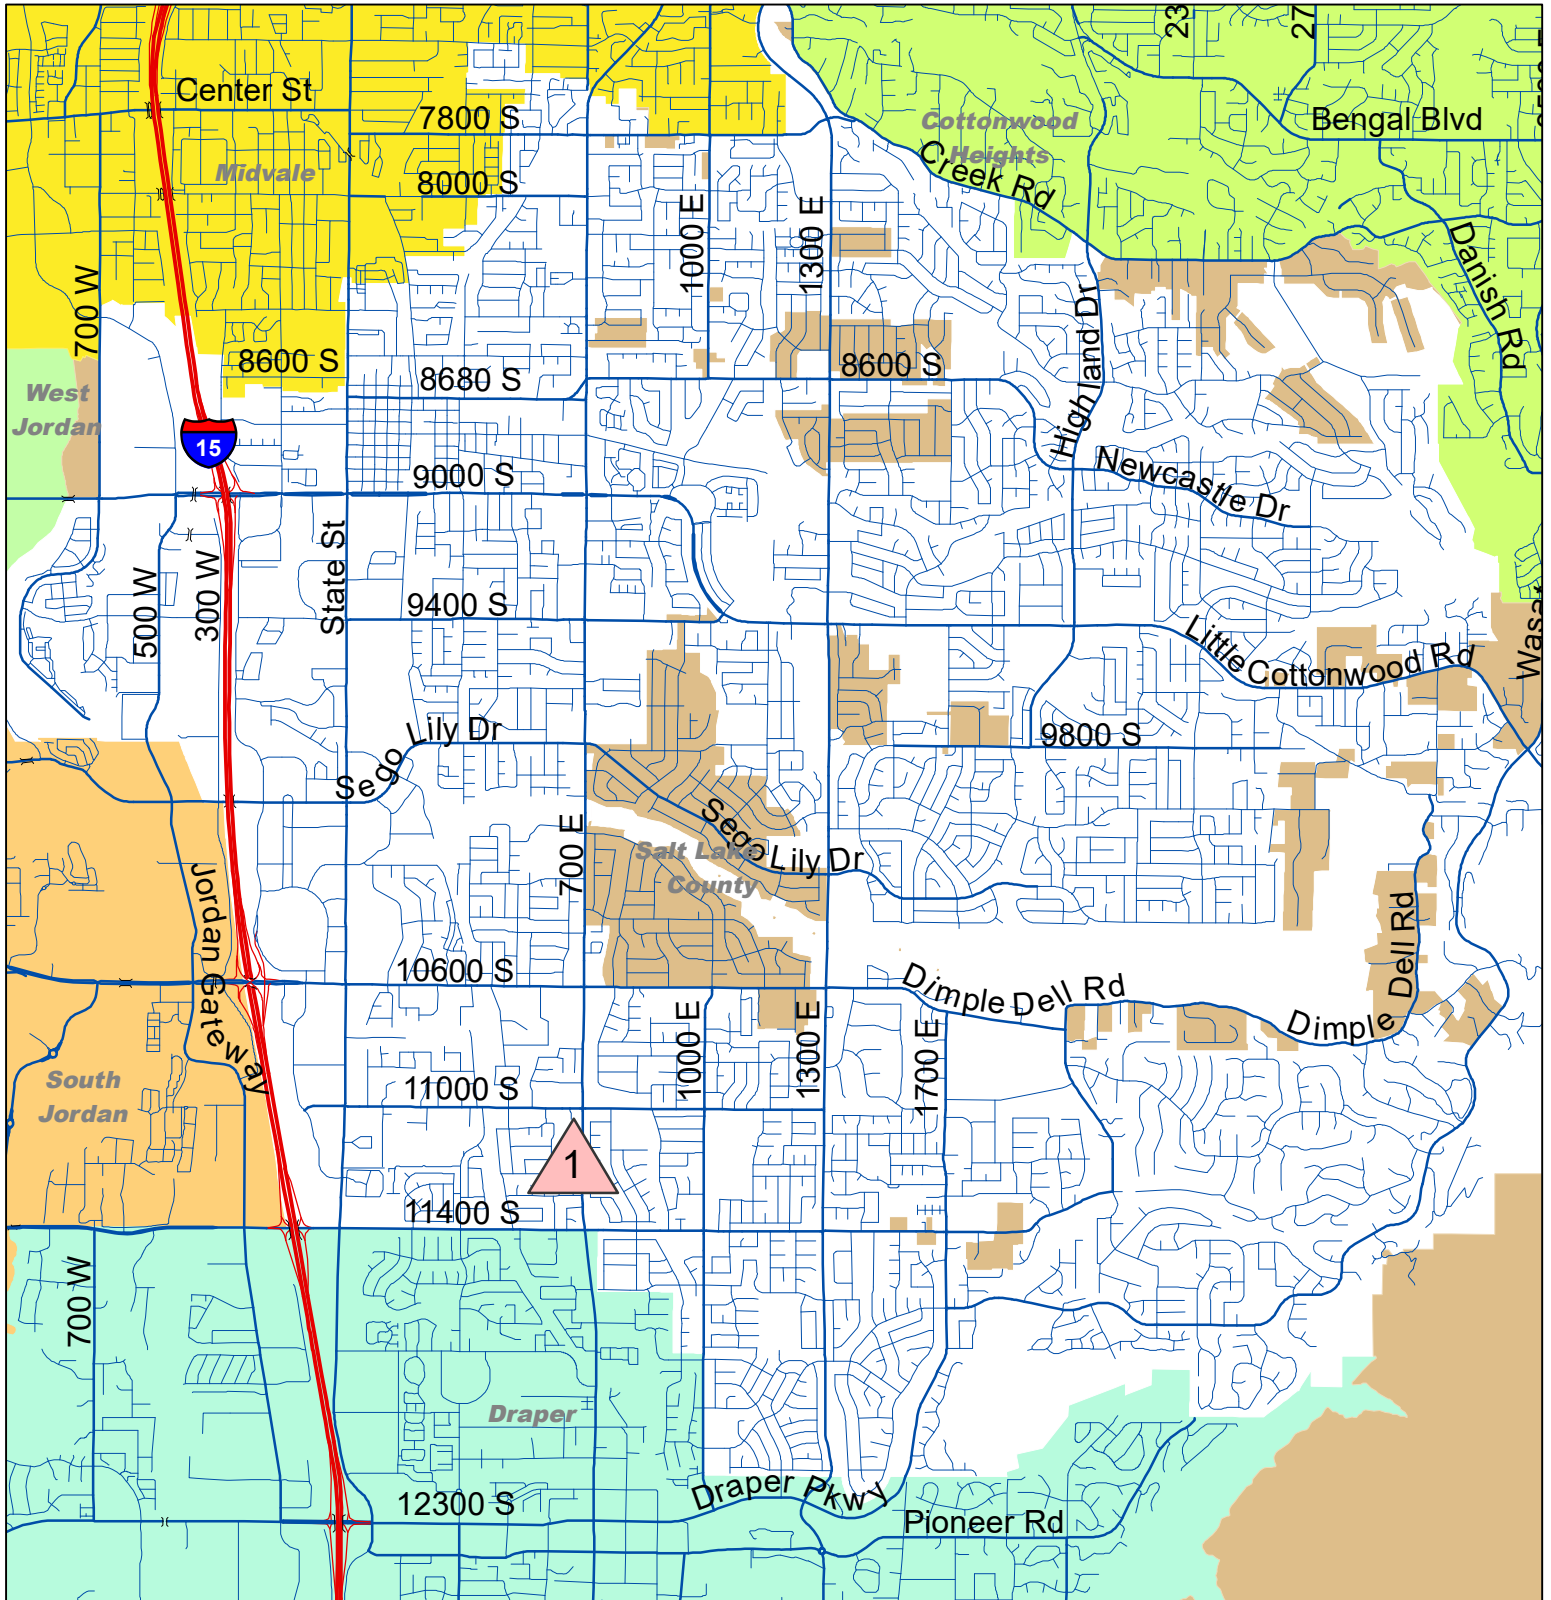 23
27
Center St
7800 S
Bengal Blvd
Cottonwood
Heights
Midvale
8000 S
Creek Rd
1000 E
1300 E
700 W
Danish Rd
Highland Dr
8600 S
8680 S
8600 S
West
Jordan
15
9000 S
Newcastle Dr
State St
300 W
500 W
9400 S
Little Cottonwood Rd
Wasat
Sego Lily Dr
9800 S
700 E
Sego Lily Dr
Salt Lake
County
Jordan Gateway
Dell Rd
10600 S
Dimple Dell Rd
Dimple
1000 E
1300 E
1700 E
South
Jordan
11000 S
1
11400 S
700 W
Draper
12300 S
Draper Pkwy
Pioneer Rd